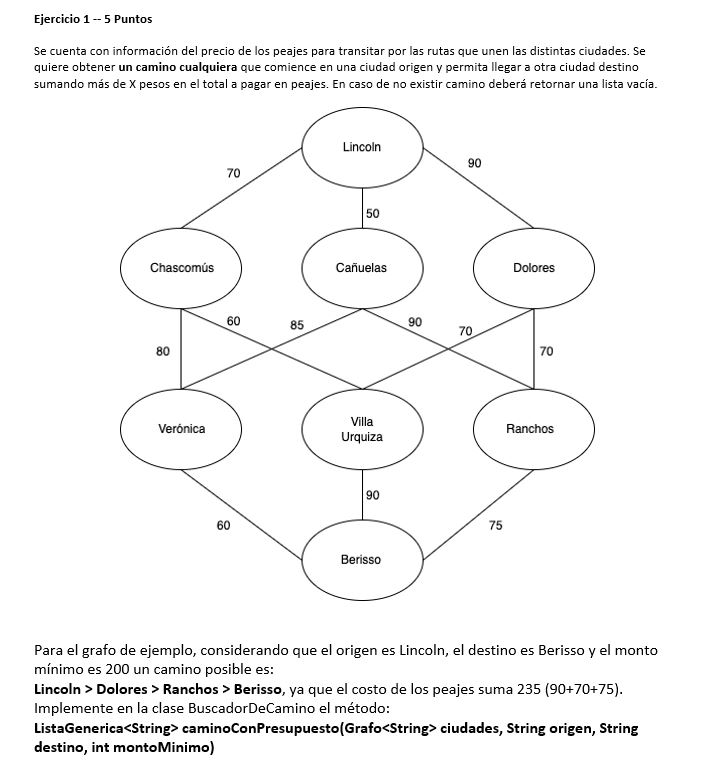 Ejercicio 1 -- 5 Puntos
Se cuenta con información del precio de los peajes para transitar por las rutas que unen las distintas ciudades. Se
quiere obtener un camino cualquiera que comience en una ciudad origen y permita llegar a otra ciudad destino
sumando más de X pesos en el total a pagar en peajes. En caso de no existir camino deberá retornar una lista vacía.
Lincoln
70
90
50
Chascomús
Cañuelas
Dolores
60
85
90
70
80
70
Verónica
Villa
Urquiza
Ranchos
90
60
75
Berisso
Para el grafo de ejemplo, considerando que el origen es Lincoln, el destino es Berisso y el monto
mínimo es 200 un camino posible es:
Lincoln > Dolores > Ranchos > Berisso, ya que el costo de los peajes suma 235 (90+70+75).
Implemente en la clase BuscadorDeCamino el método:
ListaGenerica<String> caminoConPresupuesto(Grafo<String> ciudades, String origen, String
destino, int montoMinimo)